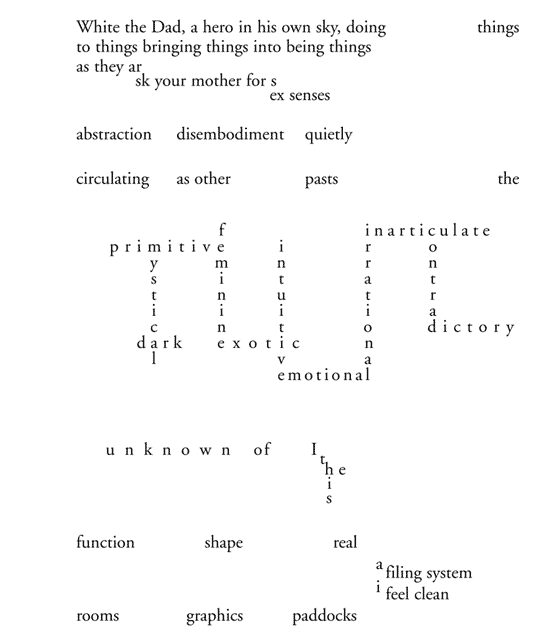 White the Dad, a hero in his own sky, doing things
to things bringing things into being things
as they ar
sk your mother for s
ex senses
abstraction disembodiment quietly
circulating as other pasts the
f inarticulate
primitive i r o
y m n r n
s i t a t
t n u t r
i i i i a
c n t o dictory
dark exotic n
l v a
emotional
unknown of I
t
he
i
s
function shape real
a filing system
i feel clean
rooms graphics paddocks